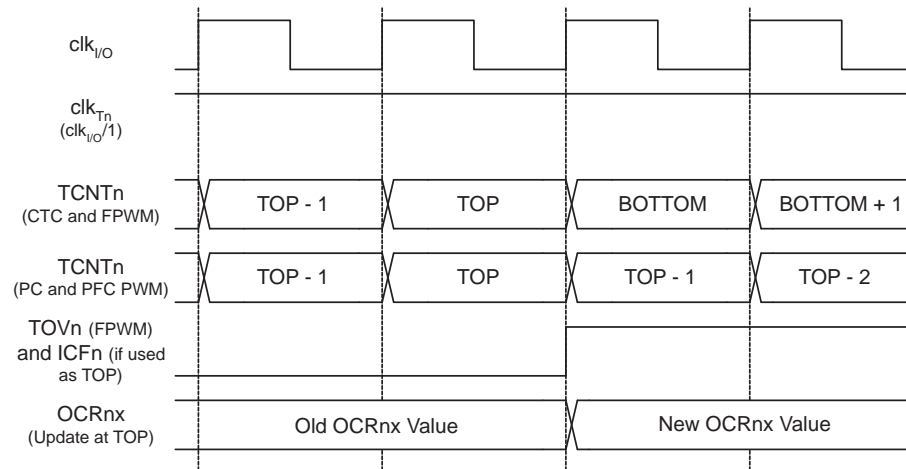 clkI/O
clkTn
(clkI/O/1)
TCNTn
(CTC and FPWM)
TOP - 1
TOP
BOTTOM
BOTTOM + 1
TCNTn
(PC and PFC PWM)
TOP - 1
TOP
TOP - 1
TOP - 2
TOVn (FPWM)
and ICFn (if used
as TOP)
OCRnx
(Update at TOP)
Old OCRnx Value
New OCRnx Value